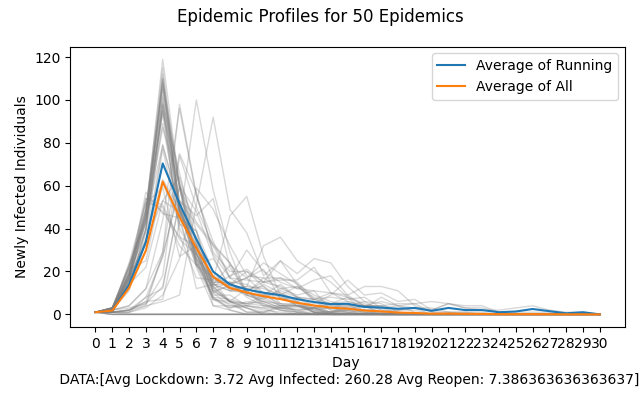 Epidemic Profiles for 50 Epidemics
120
100
80
60
40
20
0
Newly Infected Individuals
Average of Running
Average of All
0 1 2 3 4 5 6 7 8 9 10 11 12 13 14 15 16 17 18 19 20 21 22 23 24 25 26 27 28 29 30
Day
DATA:[Avg Lockdown: 3.72 Avg Infected: 260.28 Avg Reopen: 7.386363636363637]